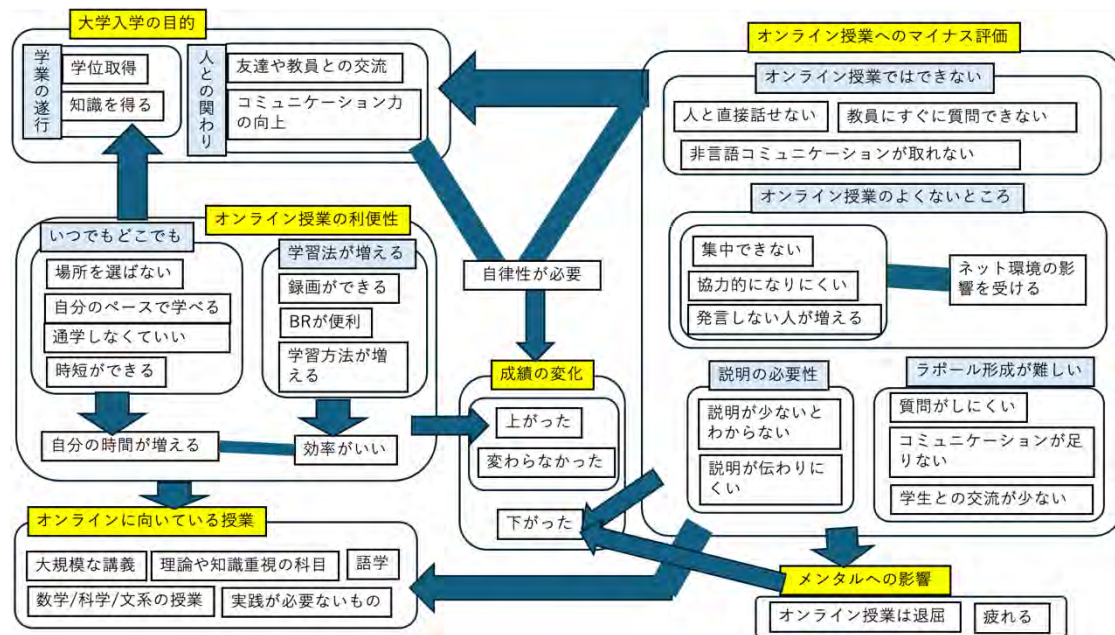 大学入学の目的
学業の遂行
学位取得
知識を得る
人との関わり
友達や教員との交流
コミュニケーション力
の向上
オンライン授業の利便性
いつでもどこでも
場所を選ばない
自分のペースで学べる
通学しなくていい
時短ができる
学習法が増える
録画ができる
BRが便利
学習方法が増
える
自分の時間が増える
効率がいい
オンラインに向いている授業
大規模な講義
理論や知識重視の科目
語学
数学/科学/文系の授業
実践が必要ないもの
自律性が必要
成績の変化
上がった
変わらなかった
下がった
オンライン授業へのマイナス評価
オンライン授業ではできない
人と直接話せない
教員にすぐに質問できない
非言語コミュニケーションが取れない
オンライン授業のよくないところ
集中できない
協力的になりにくい
発言しない人が増える
ネット環境の影
響を受ける
説明の必要性
説明が少ないと
わからない
説明が伝わりに
くい
ラポール形成が難しい
質問がしにくい
コミュニケーションが足
りない
学生との交流が少ない
メンタルへの影響
オンライン授業は退屈
疲れる